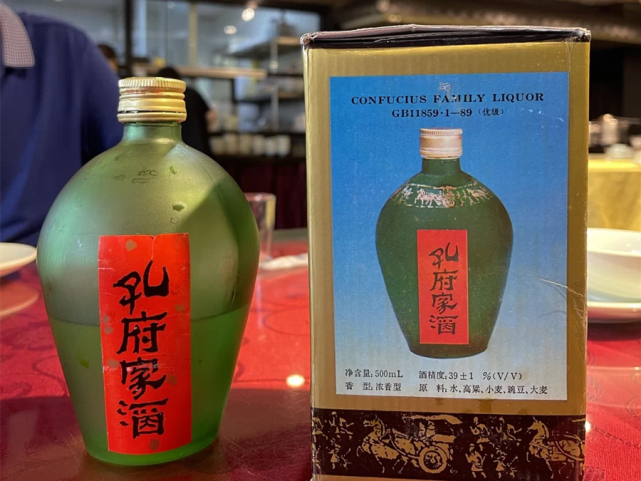 孔府家酒
CONFUCIUS FAMILY LIQUOR
GB11859·1—89（优级）
孔府家酒
净含量:500mL 酒精度:39±1 %(V/V)
香 型:浓香型 原 料:水,高粱,小麦,豌豆,大麦